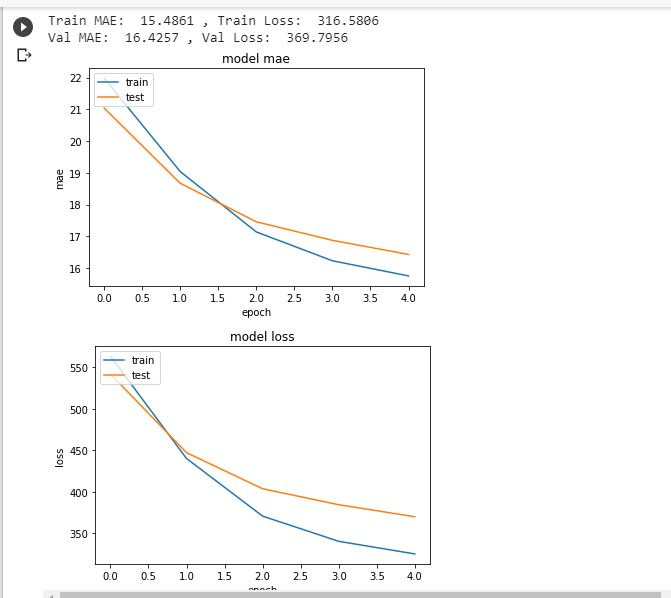 Train MAE:  15.4861 , Train Loss:  316.5806
Val MAE:  16.4257 , Val Loss:  369.7956
model mae
train
test
22
21
20
19
18
17
16
mae
0.0 0.5 1.0 1.5 2.0 2.5 3.0 3.5 4.0
epoch
model loss
train
test
550
500
450
400
350
loss
0.0 0.5 1.0 1.5 2.0 2.5 3.0 3.5 4.0
epoch